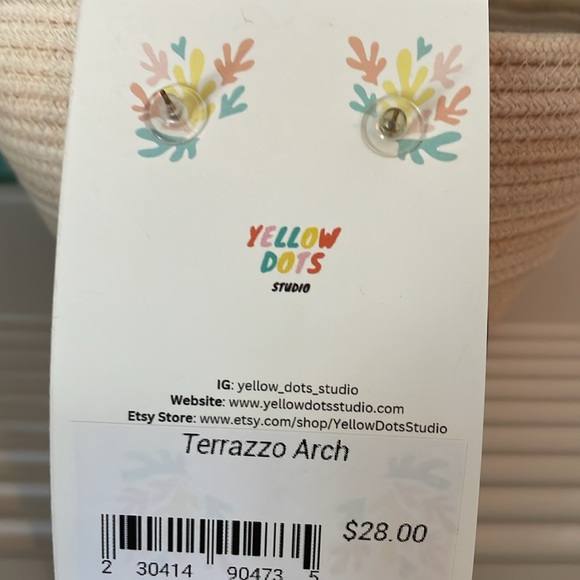 YELLOW
DOTS
STUDIO
IG: yellow_dots_studio
Website: www.yellowdotsstudio.com
Etsy Store: www.etsy.com/shop/YellowDotsStudio
Terrazzo Arch
$28.00
2 30414 90473 5